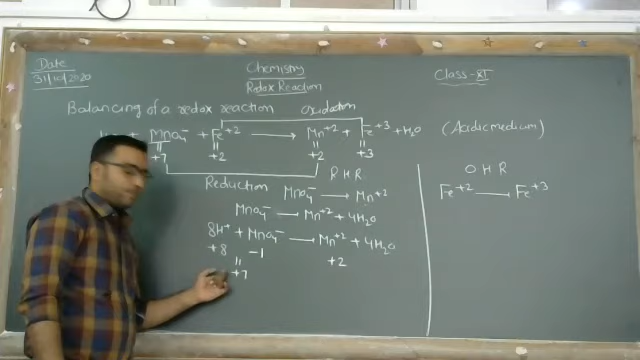 Date
31/10/2020
Chemistry
Redox Reaction
Class-XI
Balancing of a redox reaction oxidation
+ MnO4⁻ + Fe+2 → Mn+2 + Fe+3 + H2O (Acidic medium)
+7 +2 +2 +3
Reduction R H R
MnO4⁻ → Mn+2
MnO4⁻ → Mn+2 + 4H2O
8H+ + MnO4⁻ → Mn+2 + 4H2O
+8 -1 +2
+7
O H R
Fe+2 → Fe+3